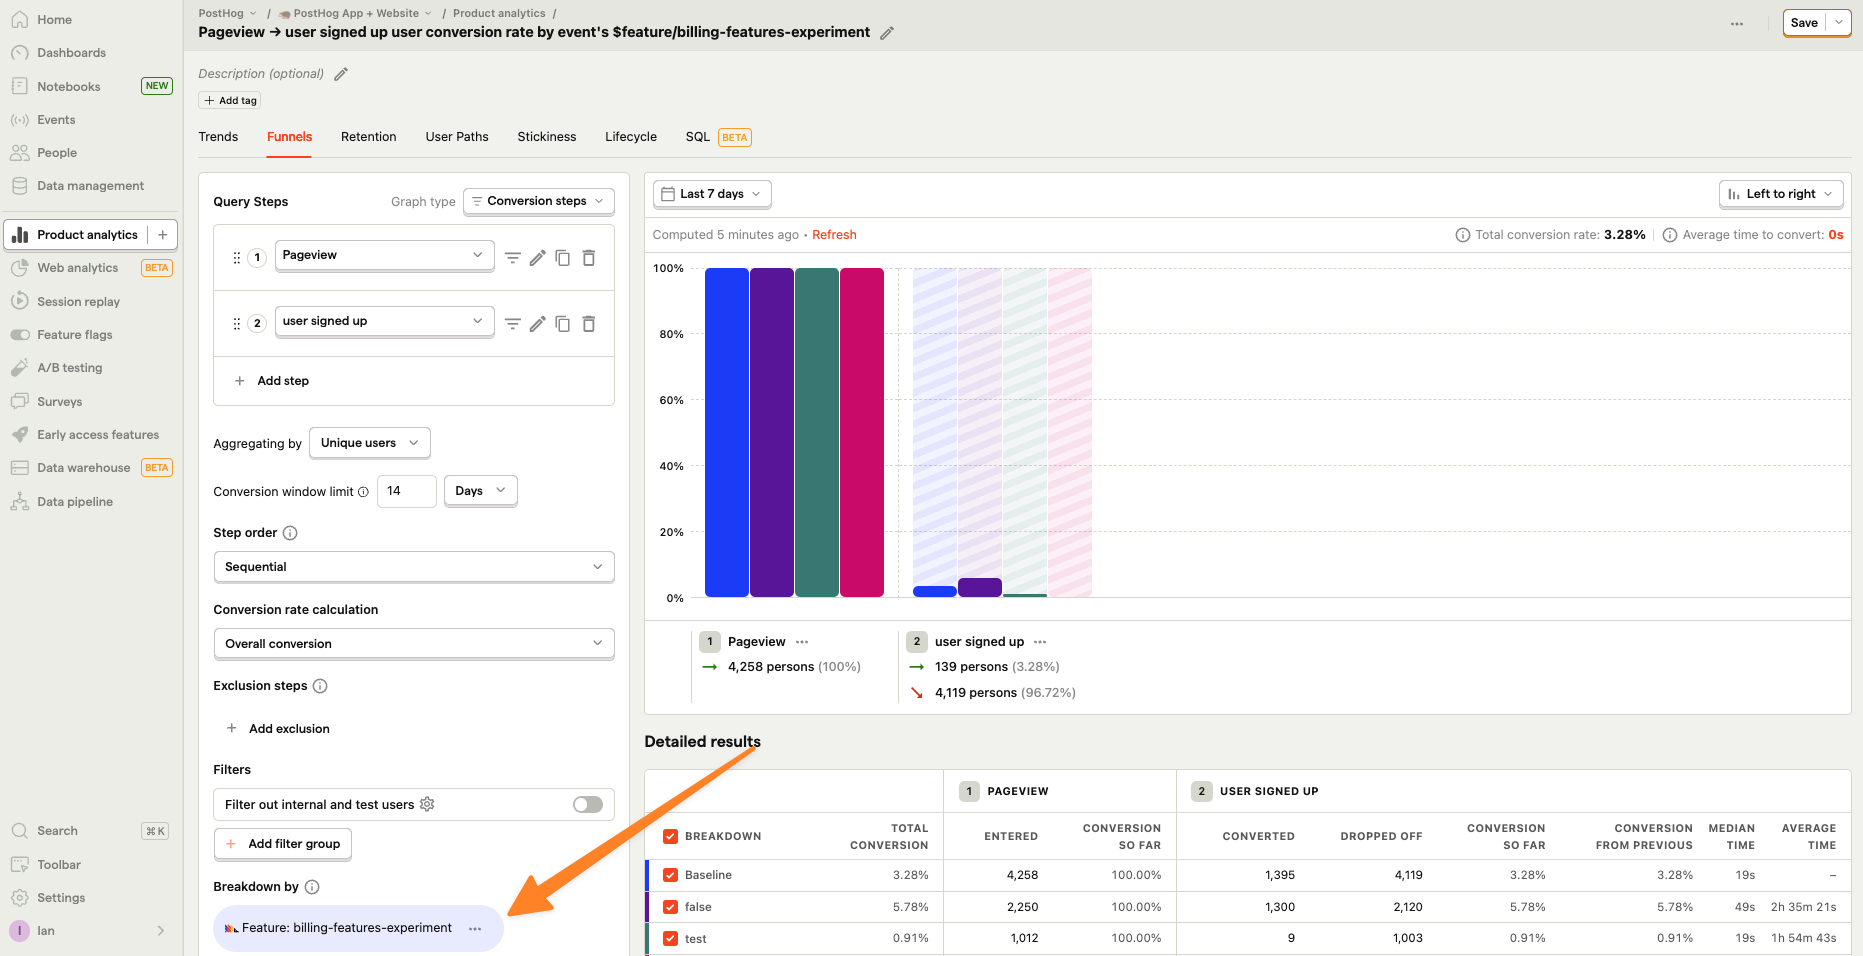 Home
Dashboards
Notebooks NEW
Events
People
Data management
Product analytics
Web analytics BETA
Session replay
Feature flags
A/B testing
Surveys
Early access features
Data warehouse BETA
Data pipeline
Search ⌘ K
Toolbar
Settings
I Ian
PostHog / PostHog App + Website / Product analytics /
Pageview → user signed up user conversion rate by event's $feature/billing-features-experiment
Save
Description (optional)
+ Add tag
Trends Funnels Retention User Paths Stickiness Lifecycle SQL BETA
Query Steps Graph type Conversion steps
1 Pageview
2 user signed up
+ Add step
Aggregating by Unique users
Conversion window limit 14 Days
Step order
Sequential
Conversion rate calculation
Overall conversion
Exclusion steps
+ Add exclusion
Filters
Filter out internal and test users
+ Add filter group
Breakdown by
Feature: billing-features-experiment
Last 7 days Left to right
Computed 5 minutes ago • Refresh Total conversion rate: 3.28% Average time to convert: 0s
100%
80%
60%
40%
20%
0%
1 Pageview
→ 4,258 persons (100%)
2 user signed up
→ 139 persons (3.28%)
4,119 persons (96.72%)
Detailed results
1 PAGEVIEW 2 USER SIGNED UP
BREAKDOWN TOTAL CONVERSION ENTERED CONVERSION SO FAR CONVERTED DROPPED OFF CONVERSION SO FAR CONVERSION FROM PREVIOUS MEDIAN TIME AVERAGE TIME
Baseline 3.28% 4,258 100.00% 1,395 4,119 3.28% 3.28% 19s –
false 5.78% 2,250 100.00% 1,300 2,120 5.78% 5.78% 49s 2h 35m 21s
test 0.91% 1,012 100.00% 9 1,003 0.91% 0.91% 19s 1h 54m 43s